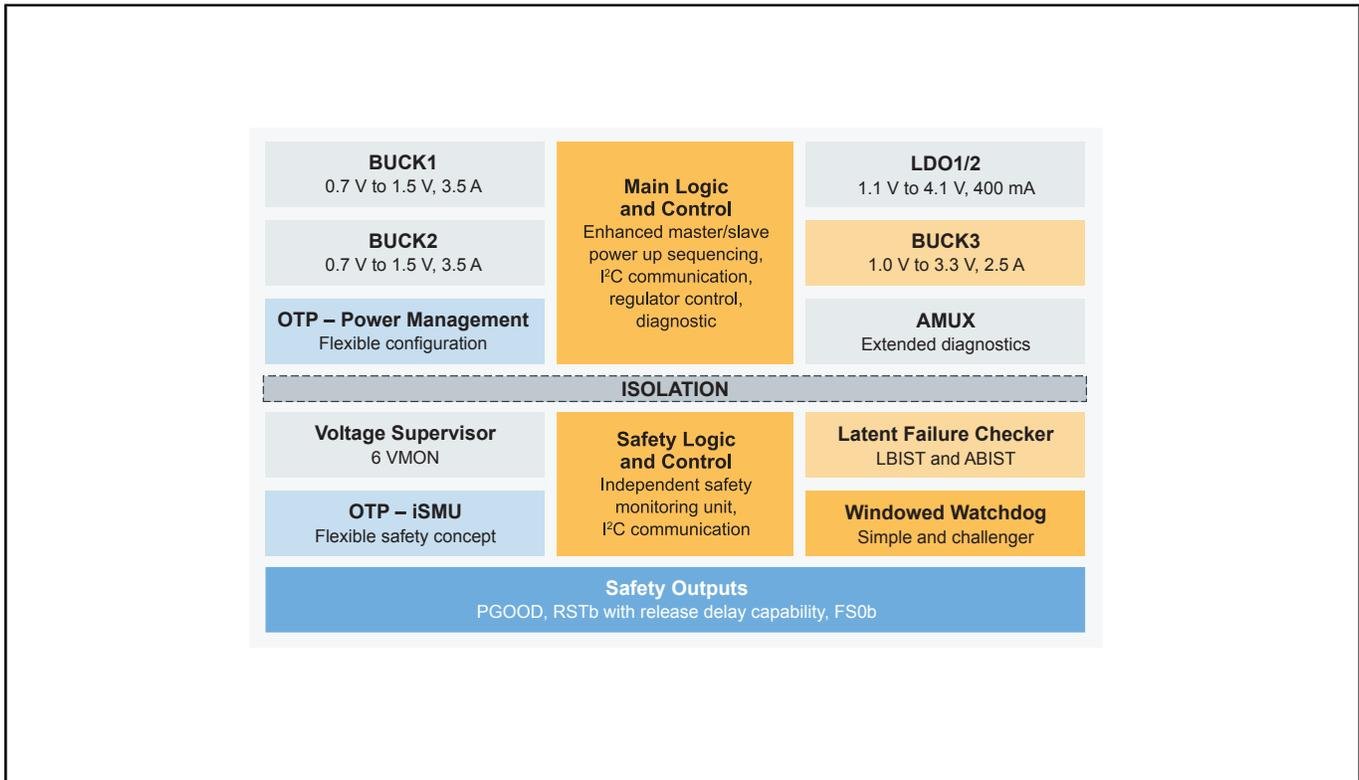 BUCK1
0.7 V to 1.5 V, 3.5 A
BUCK2
0.7 V to 1.5 V, 3.5 A
OTP – Power Management
Flexible configuration
Main Logic
and Control
Enhanced master/slave
power up sequencing,
I²C communication,
regulator control,
diagnostic
LDO1/2
1.1 V to 4.1 V, 400 mA
BUCK3
1.0 V to 3.3 V, 2.5 A
AMUX
Extended diagnostics
ISOLATION
Voltage Supervisor
6 VMON
OTP – iSMU
Flexible safety concept
Safety Logic
and Control
Independent safety
monitoring unit,
I²C communication
Latent Failure Checker
LBIST and ABIST
Windowed Watchdog
Simple and challenger
Safety Outputs
PGOOD, RSTb with release delay capability, FS0b